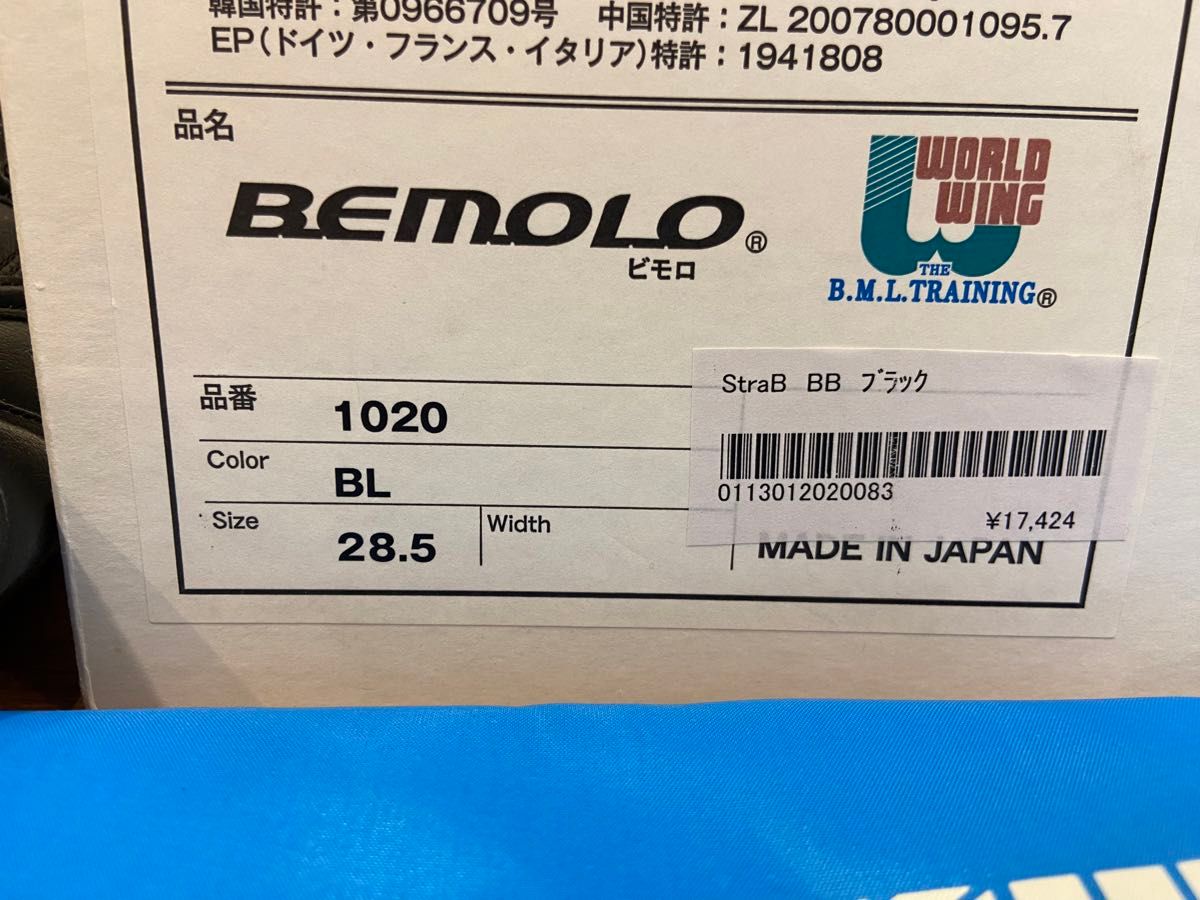 韓国特許：第0966709号　中国特許：ZL 200780001095.7
EP（ドイツ・フランス・イタリア）特許：1941808
品名
BEMOLO®
ビモロ
WORLD
WING
THE
B.M.L.TRAINING®
品番 1020
Color BL
Size 28.5 Width
StraB BB ﾌﾞﾗｯｸ
0113012020083
¥17,424
MADE IN JAPAN